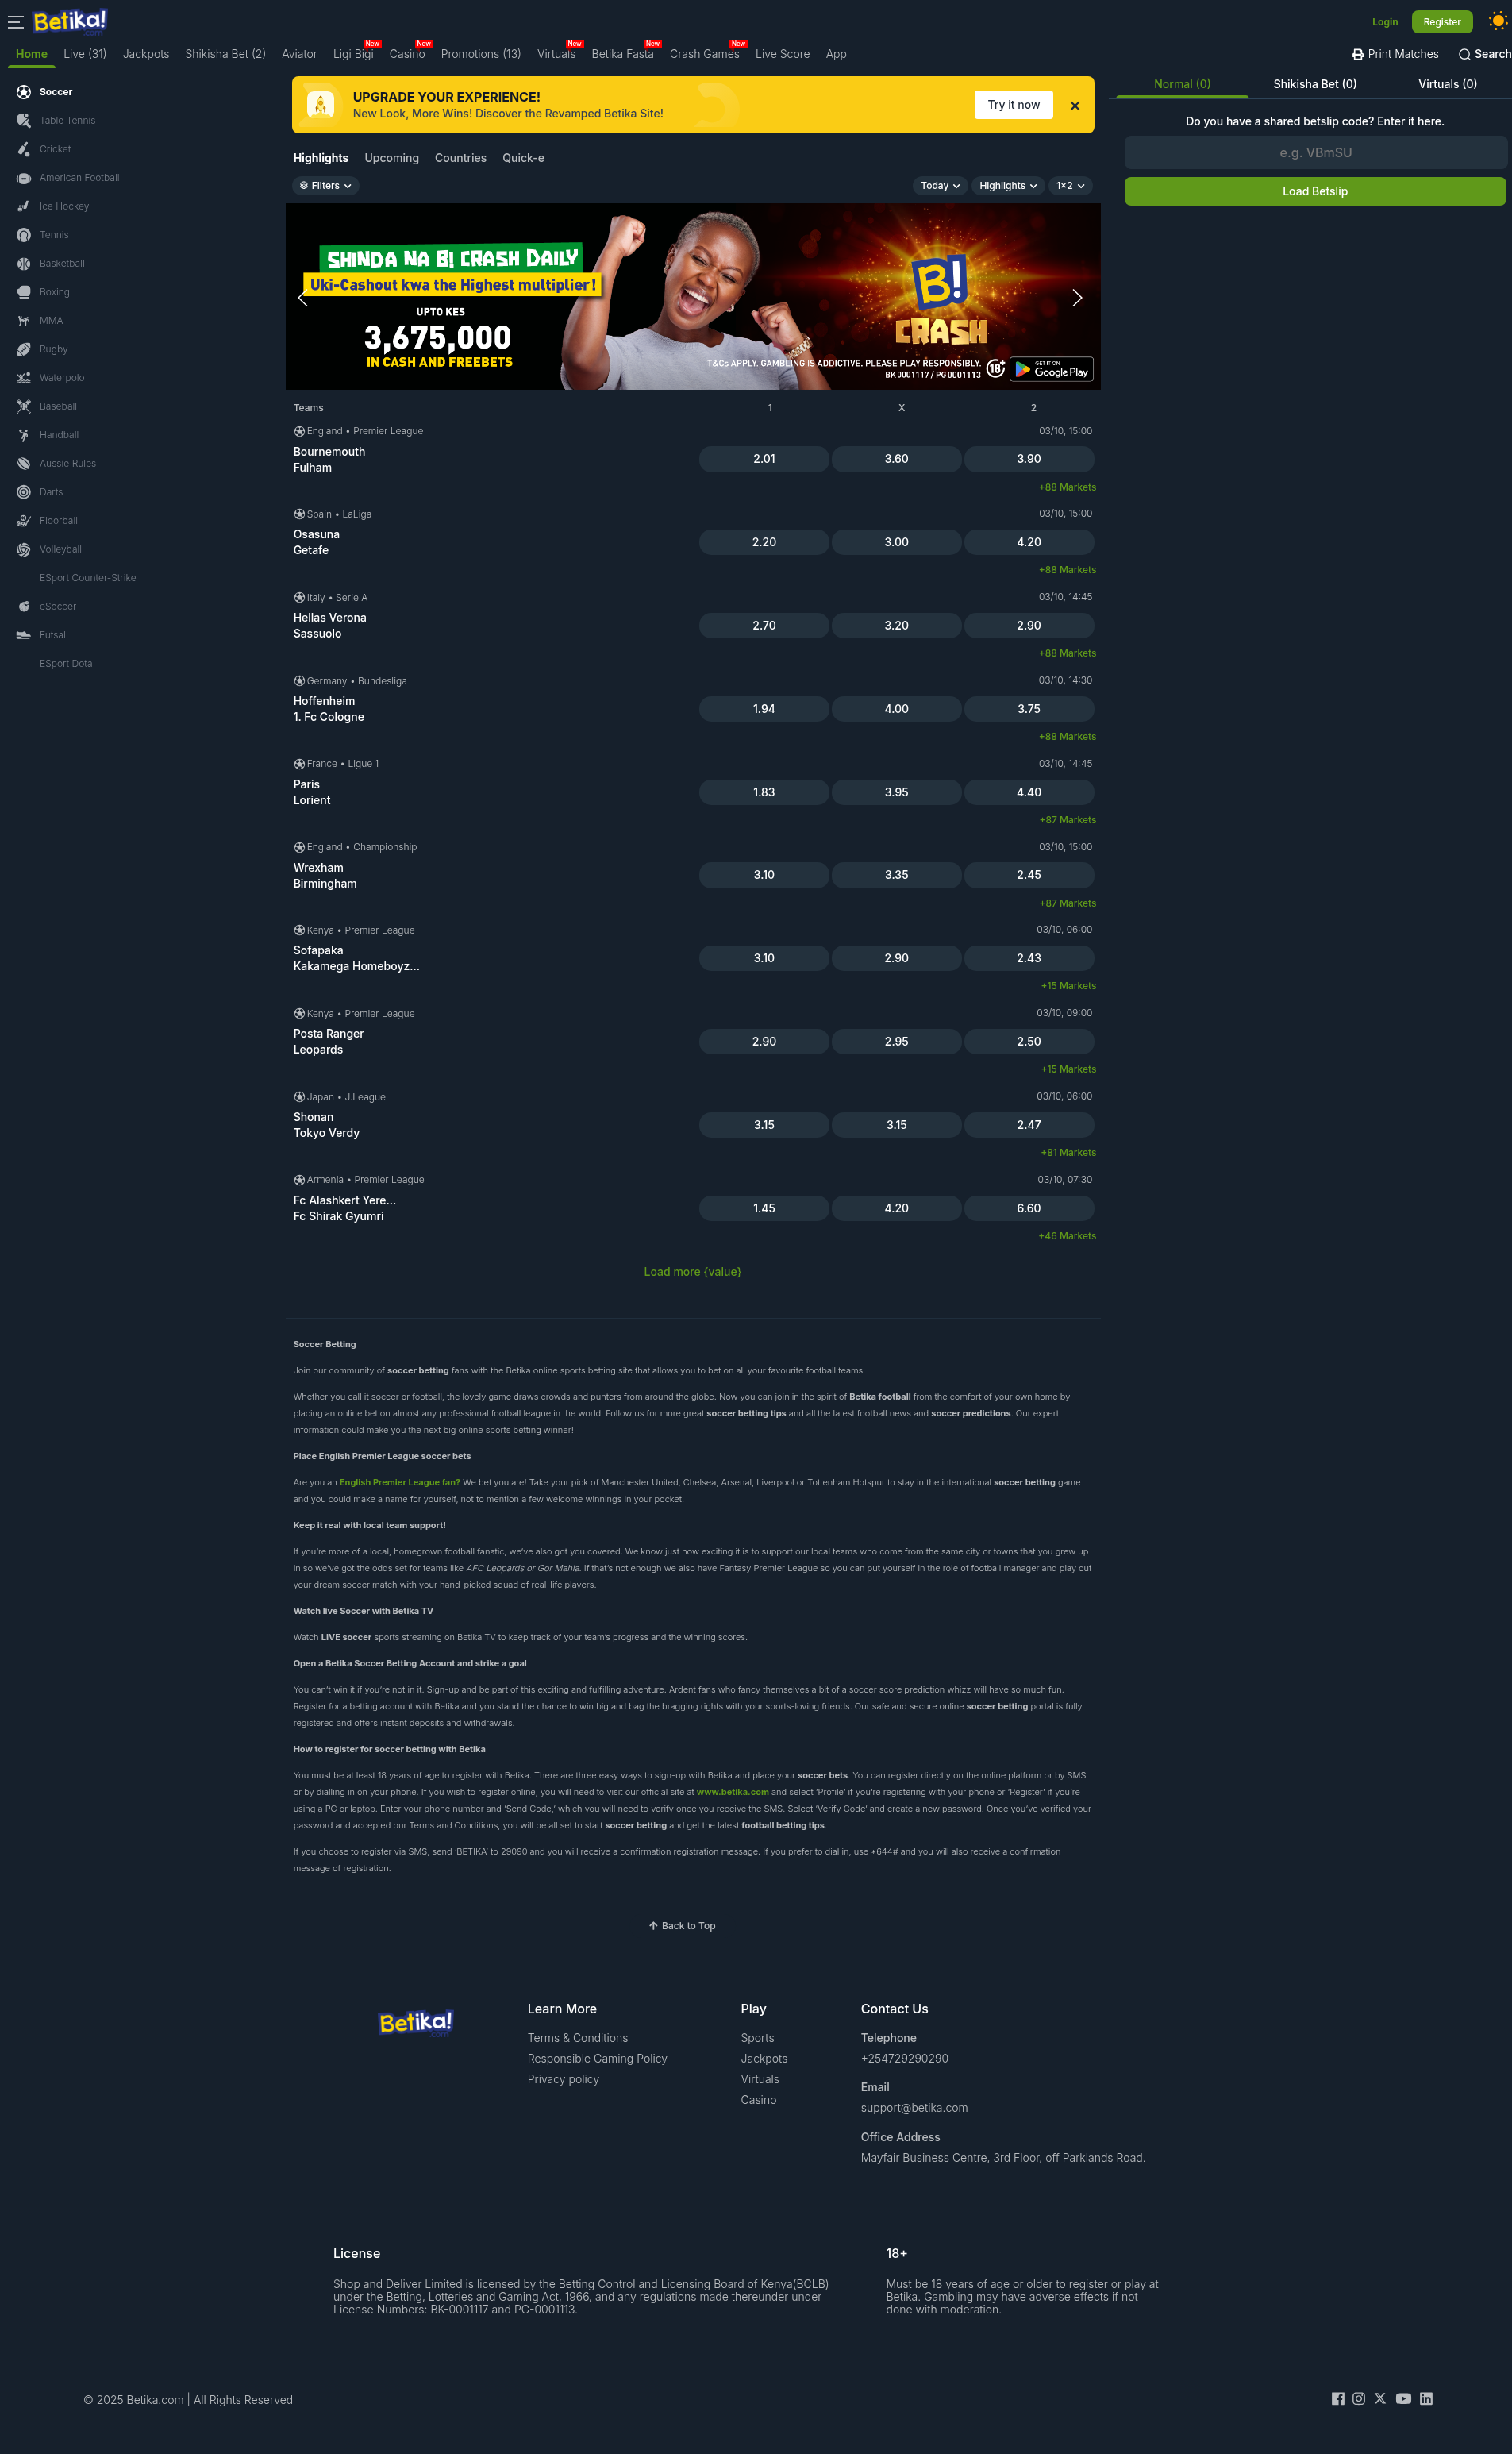 Betika!
.com
Login
Register
Home
Live (31)
Jackpots
Shikisha Bet (2)
Aviator
Ligi Bigi New
Casino New
Promotions (13)
Virtuals New
Betika Fasta New
Crash Games New
Live Score
App
Print Matches
Search
Soccer
Table Tennis
Cricket
American Football
Ice Hockey
Tennis
Basketball
Boxing
MMA
Rugby
Waterpolo
Baseball
Handball
Aussie Rules
Darts
Floorball
Volleyball
ESport Counter-Strike
eSoccer
Futsal
ESport Dota
UPGRADE YOUR EXPERIENCE!
New Look, More Wins! Discover the Revamped Betika Site!
Try it now
Highlights
Upcoming
Countries
Quick-e
Filters
Today
Highlights
1x2
SHINDA NA B! CRASH DAILY
Uki-Cashout kwa the Highest multiplier!
UPTO KES
3,675,000
IN CASH AND FREEBETS
B!
CRASH
T&Cs APPLY. GAMBLING IS ADDICTIVE. PLEASE PLAY RESPONSIBLY.
BK 0001117 / PG 0001113
18+
GET IT ON
Google Play
Teams 1 X 2
England • Premier League 03/10, 15:00
Bournemouth
Fulham
2.01 3.60 3.90
+88 Markets
Spain • LaLiga 03/10, 15:00
Osasuna
Getafe
2.20 3.00 4.20
+88 Markets
Italy • Serie A 03/10, 14:45
Hellas Verona
Sassuolo
2.70 3.20 2.90
+88 Markets
Germany • Bundesliga 03/10, 14:30
Hoffenheim
1. Fc Cologne
1.94 4.00 3.75
+88 Markets
France • Ligue 1 03/10, 14:45
Paris
Lorient
1.83 3.95 4.40
+87 Markets
England • Championship 03/10, 15:00
Wrexham
Birmingham
3.10 3.35 2.45
+87 Markets
Kenya • Premier League 03/10, 06:00
Sofapaka
Kakamega Homeboyz...
3.10 2.90 2.43
+15 Markets
Kenya • Premier League 03/10, 09:00
Posta Ranger
Leopards
2.90 2.95 2.50
+15 Markets
Japan • J.League 03/10, 06:00
Shonan
Tokyo Verdy
3.15 3.15 2.47
+81 Markets
Armenia • Premier League 03/10, 07:30
Fc Alashkert Yere...
Fc Shirak Gyumri
1.45 4.20 6.60
+46 Markets
Load more {value}
Normal (0)
Shikisha Bet (0)
Virtuals (0)
Do you have a shared betslip code? Enter it here.
e.g. VBmSU
Load Betslip
Soccer Betting
Join our community of soccer betting fans with the Betika online sports betting site that allows you to bet on all your favourite football teams
Whether you call it soccer or football, the lovely game draws crowds and punters from around the globe. Now you can join in the spirit of Betika football from the comfort of your own home by
placing an online bet on almost any professional football league in the world. Follow us for more great soccer betting tips and all the latest football news and soccer predictions. Our expert
information could make you the next big online sports betting winner!
Place English Premier League soccer bets
Are you an English Premier League fan? We bet you are! Take your pick of Manchester United, Chelsea, Arsenal, Liverpool or Tottenham Hotspur to stay in the international soccer betting game
and you could make a name for yourself, not to mention a few welcome winnings in your pocket.
Keep it real with local team support!
If you're more of a local, homegrown football fanatic, we've also got you covered. We know just how exciting it is to support our local teams who come from the same city or towns that you grew up
in so we've got the odds set for teams like AFC Leopards or Gor Mahia. If that's not enough we also have Fantasy Premier League so you can put yourself in the role of football manager and play out
your dream soccer match with your hand-picked squad of real-life players.
Watch live Soccer with Betika TV
Watch LIVE soccer sports streaming on Betika TV to keep track of your team's progress and the winning scores.
Open a Betika Soccer Betting Account and strike a goal
You can't win it if you're not in it. Sign-up and be part of this exciting and fulfilling adventure. Ardent fans who fancy themselves a bit of a soccer score prediction whizz will have so much fun.
Register for a betting account with Betika and you stand the chance to win big and bag the bragging rights with your sports-loving friends. Our safe and secure online soccer betting portal is fully
registered and offers instant deposits and withdrawals.
How to register for soccer betting with Betika
You must be at least 18 years of age to register with Betika. There are three easy ways to sign-up with Betika and place your soccer bets. You can register directly on the online platform or by SMS
or by dialling in on your phone. If you wish to register online, you will need to visit our official site at www.betika.com and select 'Profile' if you're registering with your phone or 'Register' if you're
using a PC or laptop. Enter your phone number and 'Send Code,' which you will need to verify once you receive the SMS. Select 'Verify Code' and create a new password. Once you've verified your
password and accepted our Terms and Conditions, you will be all set to start soccer betting and get the latest football betting tips.
If you choose to register via SMS, send 'BETIKA' to 29090 and you will receive a confirmation registration message. If you prefer to dial in, use *644# and you will also receive a confirmation
message of registration.
Back to Top
Betika!
.com
Learn More
Terms & Conditions
Responsible Gaming Policy
Privacy policy
Play
Sports
Jackpots
Virtuals
Casino
Contact Us
Telephone
+254729290290
Email
support@betika.com
Office Address
Mayfair Business Centre, 3rd Floor, off Parklands Road.
License
Shop and Deliver Limited is licensed by the Betting Control and Licensing Board of Kenya(BCLB)
under the Betting, Lotteries and Gaming Act, 1966, and any regulations made thereunder under
License Numbers: BK-0001117 and PG-0001113.
18+
Must be 18 years of age or older to register or play at
Betika. Gambling may have adverse effects if not
done with moderation.
© 2025 Betika.com | All Rights Reserved